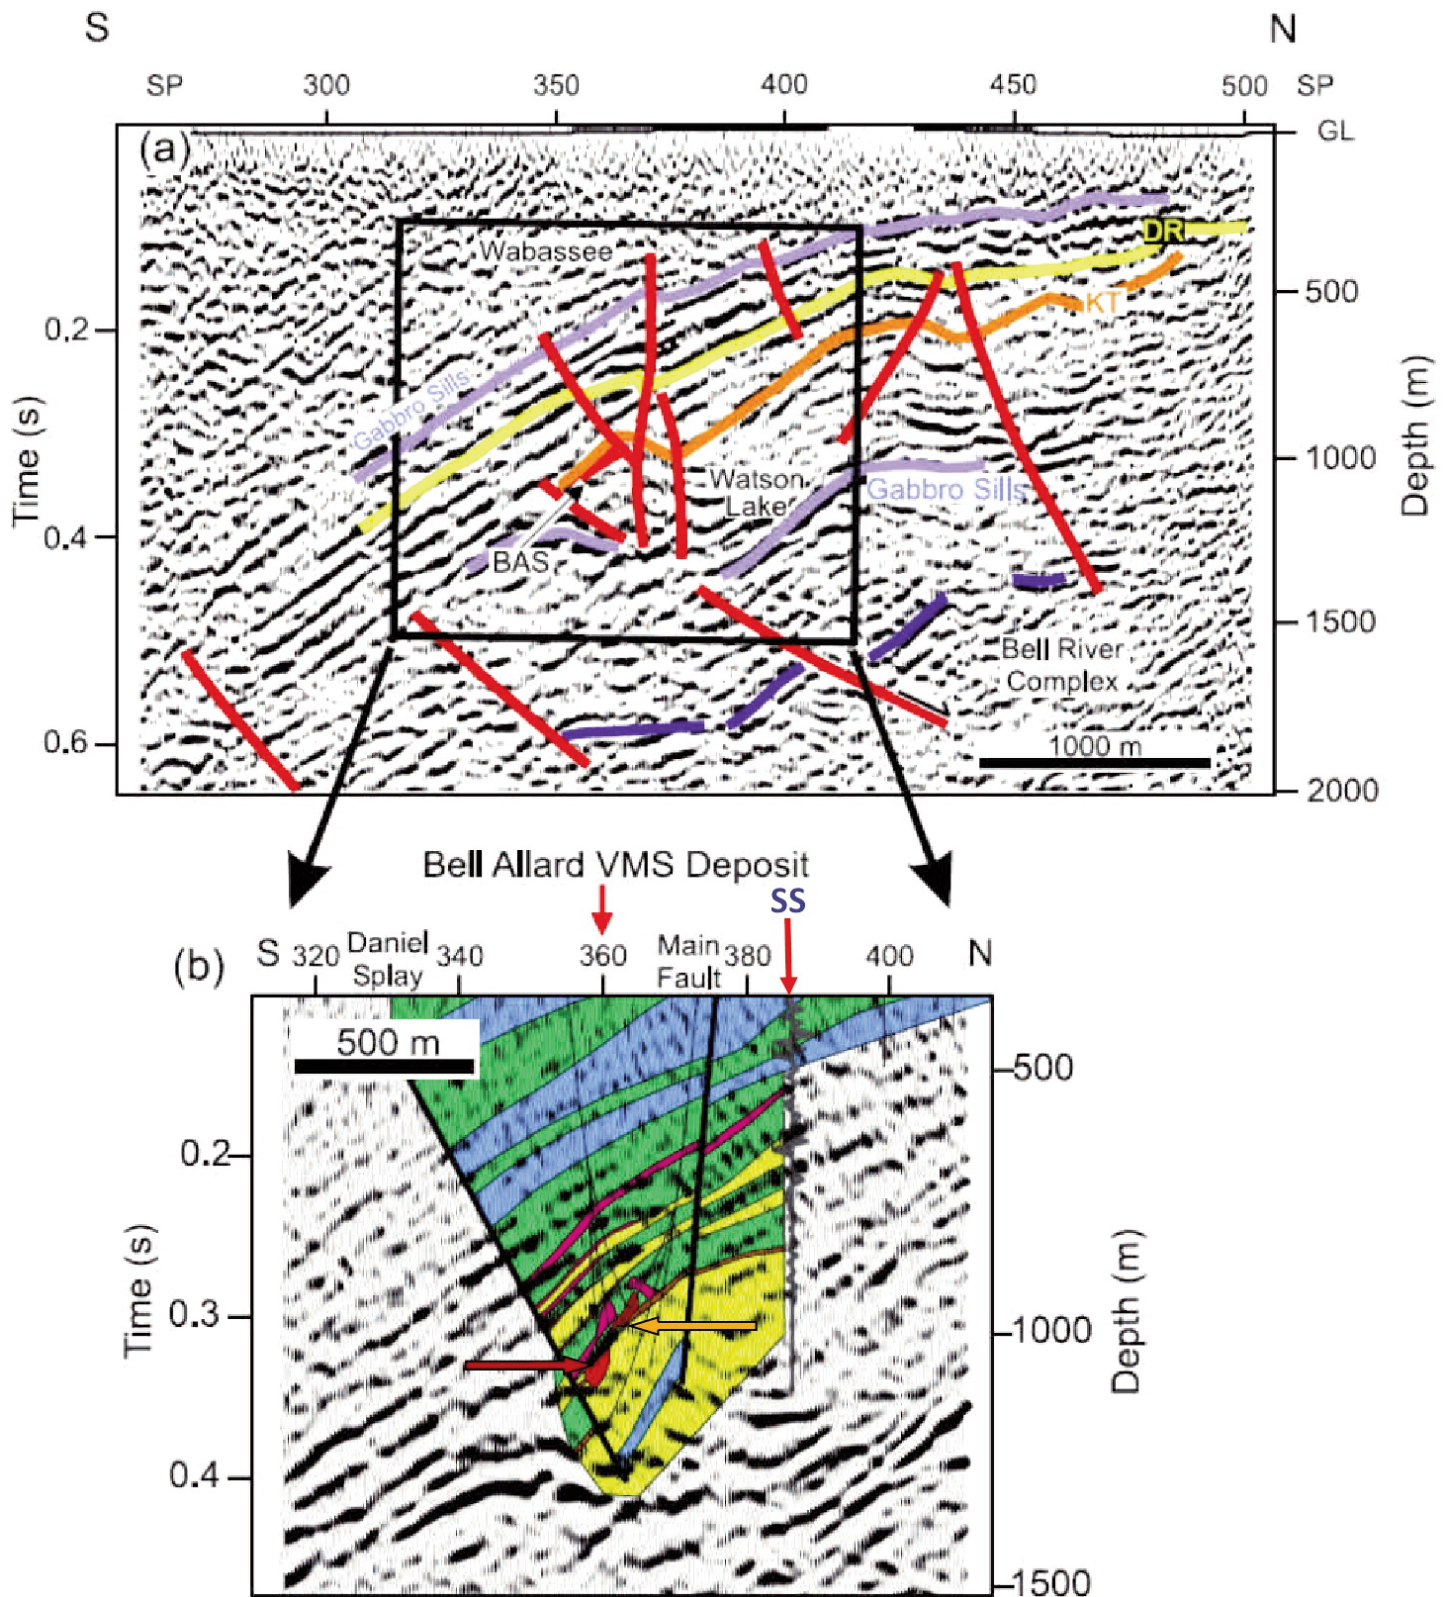 S N
SP 300 350 400 450 500 SP
(a) GL
Wabassee
DR
500
KT
0.2
Gabbro Sills
Time (s)
Depth (m)
1000
Watson
Lake
Gabbro Sills
0.4
BAS
1500
Bell River
Complex
0.6
1000 m
2000
Bell Allard VMS Deposit
SS
(b) S 320 Daniel
Splay 340 360 Main
Fault 380 400 N
500 m
500
0.2
Time (s)
Depth (m)
0.3
1000
0.4
1500